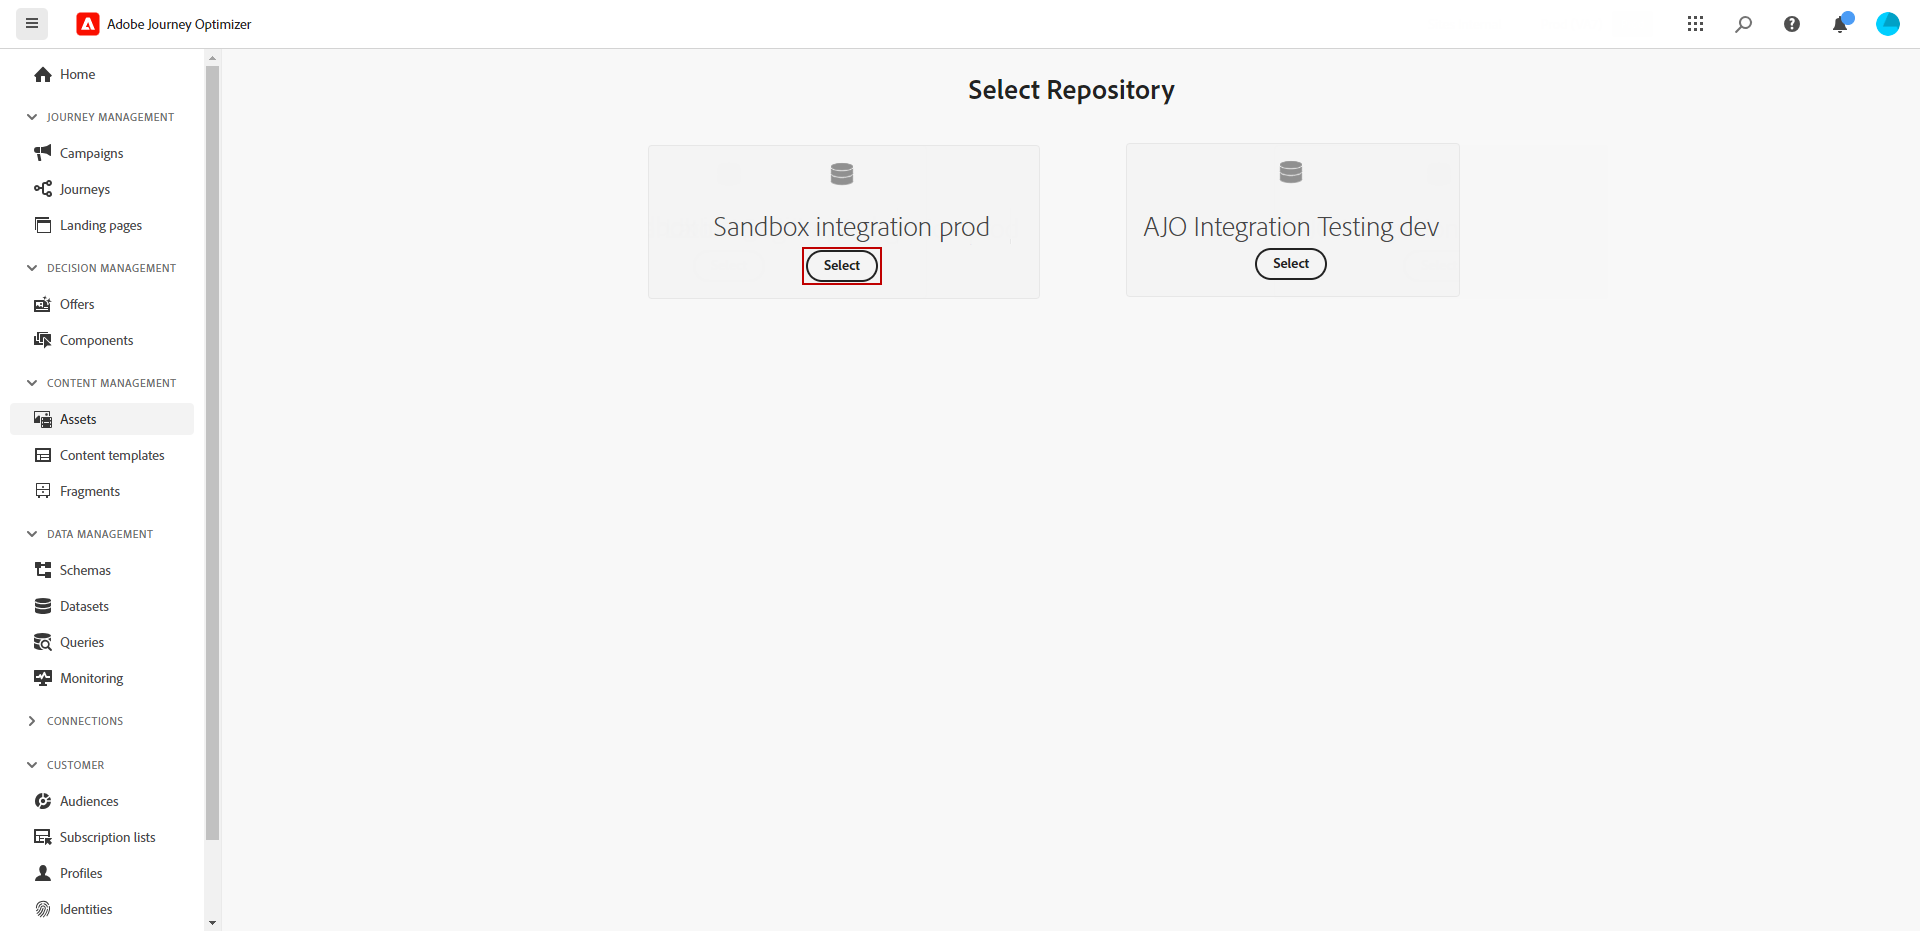 Adobe Journey Optimizer
Home
JOURNEY MANAGEMENT
Campaigns
Journeys
Landing pages
DECISION MANAGEMENT
Offers
Components
CONTENT MANAGEMENT
Assets
Content templates
Fragments
DATA MANAGEMENT
Schemas
Datasets
Queries
Monitoring
CONNECTIONS
CUSTOMER
Audiences
Subscription lists
Profiles
Identities
Select Repository
Sandbox integration prod
Select
AJO Integration Testing dev
Select